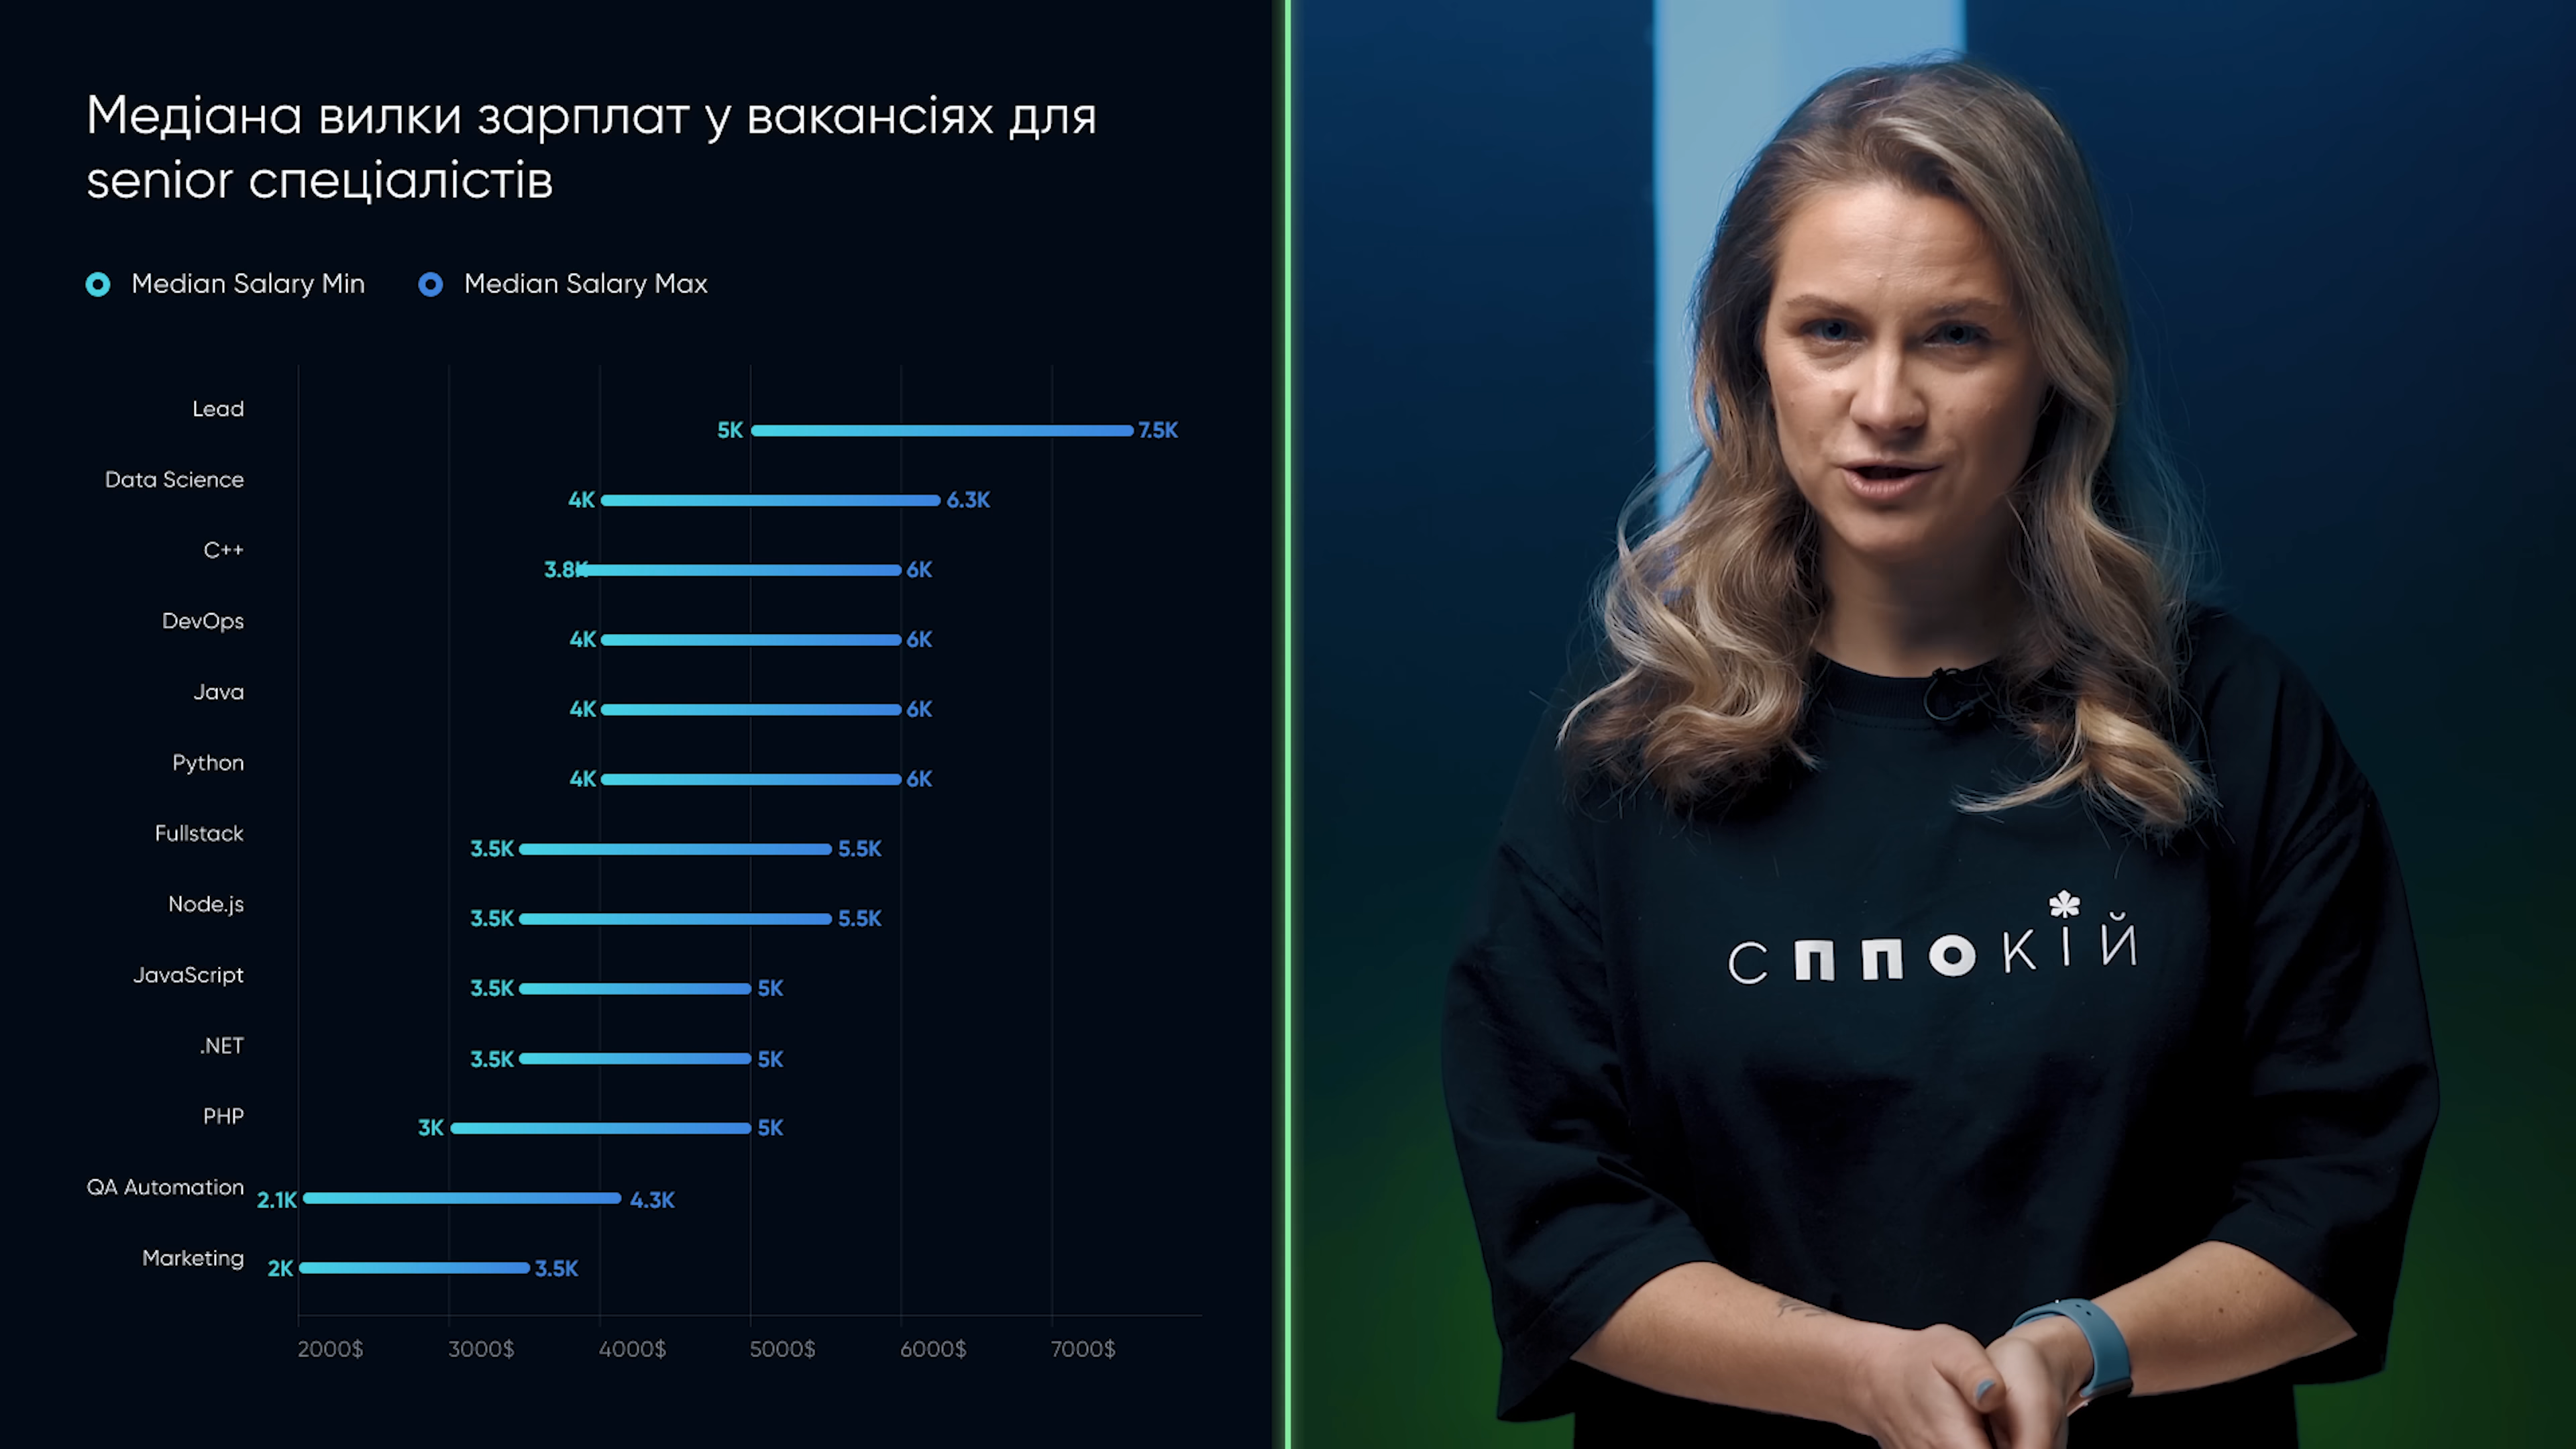 Медіана вилки зарплат у вакансіях для
senior спеціалістів
Median Salary Min Median Salary Max
Lead 5K 7.5K
Data Science 4K 6.3K
C++ 3.8K 6K
DevOps 4K 6K
Java 4K 6K
Python 4K 6K
Fullstack 3.5K 5.5K
Node.js 3.5K 5.5K
JavaScript 3.5K 5K
.NET 3.5K 5K
PHP 3K 5K
QA Automation 2.1K 4.3K
Marketing 2K 3.5K
2000$ 3000$ 4000$ 5000$ 6000$ 7000$
СППОКІЙ